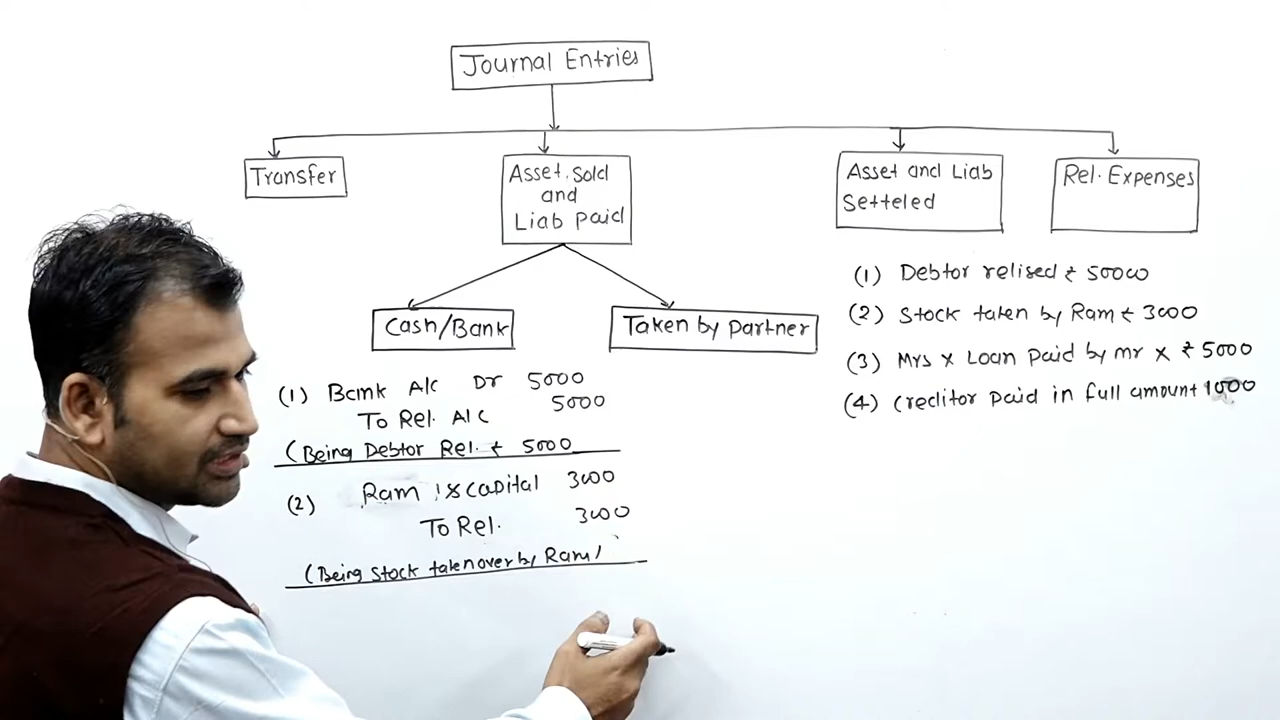 Journal Entries
Transfer
Asset. Sold
and
Liab paid
Asset and Liab
Setteled
Rel. Expenses
Cash/Bank
Taken by partner
(1) Bank A/c Dr 5000
To Rel. A/c 5000
(Being Debtor Rel. ₹ 5000
(2) Ram's capital 3000
To Rel. 3000
(Being Stock taken over by Ram)
(1) Debtor relised ₹ 50000
(2) Stock taken by Ram ₹ 3000
(3) Mrs x Loan paid by mr x ₹ 5000
(4) Creditor paid in full amount 1000